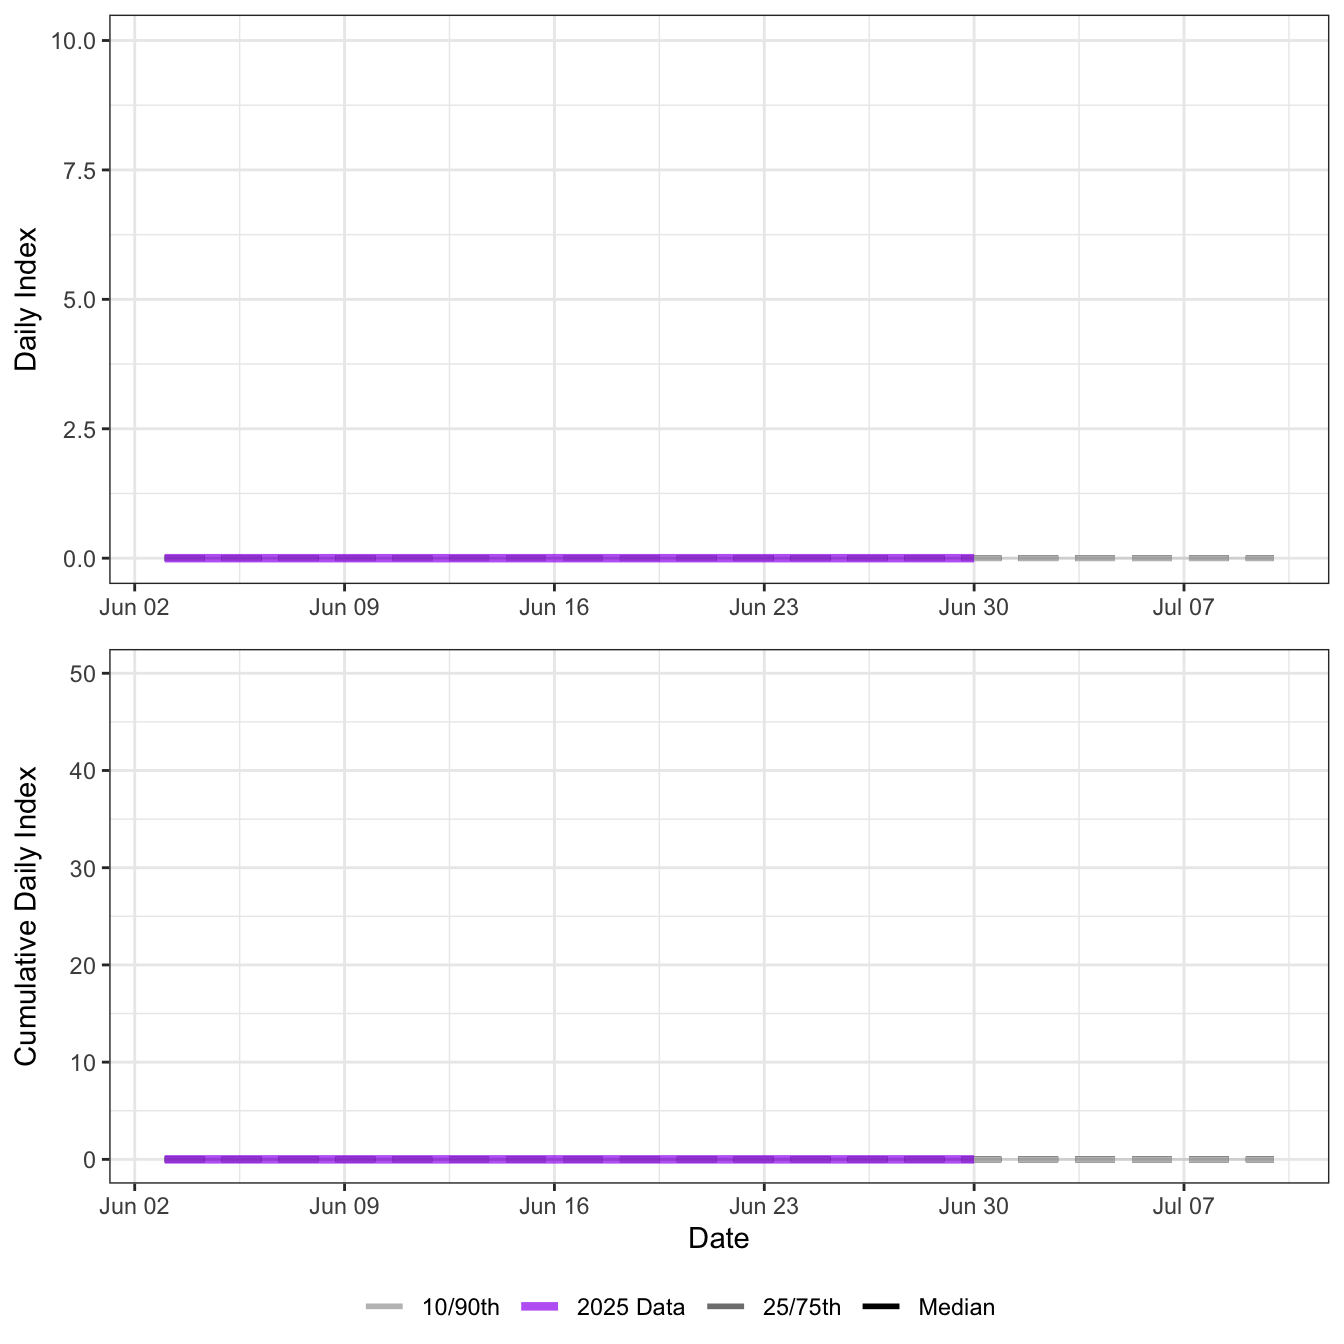 Daily Index
10.0
7.5
5.0
2.5
0.0
Jun 02 Jun 09 Jun 16 Jun 23 Jun 30 Jul 07
Cumulative Daily Index
50
40
30
20
10
0
Jun 02 Jun 09 Jun 16 Jun 23 Jun 30 Jul 07
Date
10/90th 2025 Data 25/75th Median